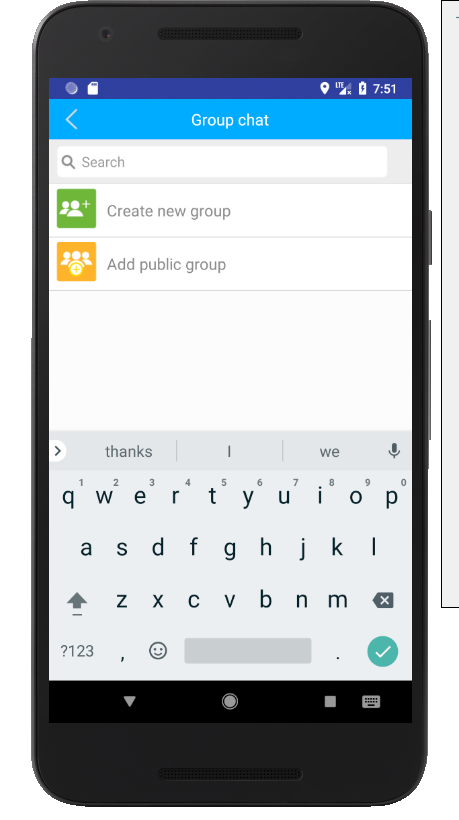 LTE 7:51
Group chat
Search
Create new group
Add public group
thanks I we
1 2 3 4 5 6 7 8 9 0
q w e r t y u i o p
a s d f g h j k l
z x c v b n m
?123 , .